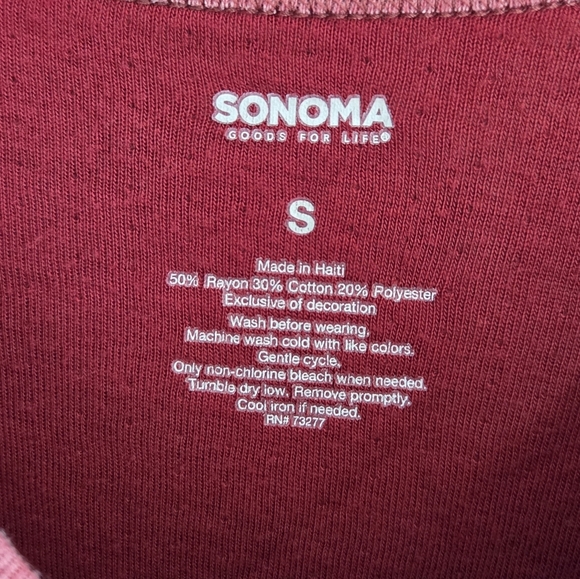 SONOMA
GOODS FOR LIFE®
S
Made in Haiti
50% Rayon 30% Cotton 20% Polyester
Exclusive of decoration
Wash before wearing.
Machine wash cold with like colors.
Gentle cycle.
Only non-chlorine bleach when needed.
Tumble dry low. Remove promptly.
Cool iron if needed.
RN# 73277